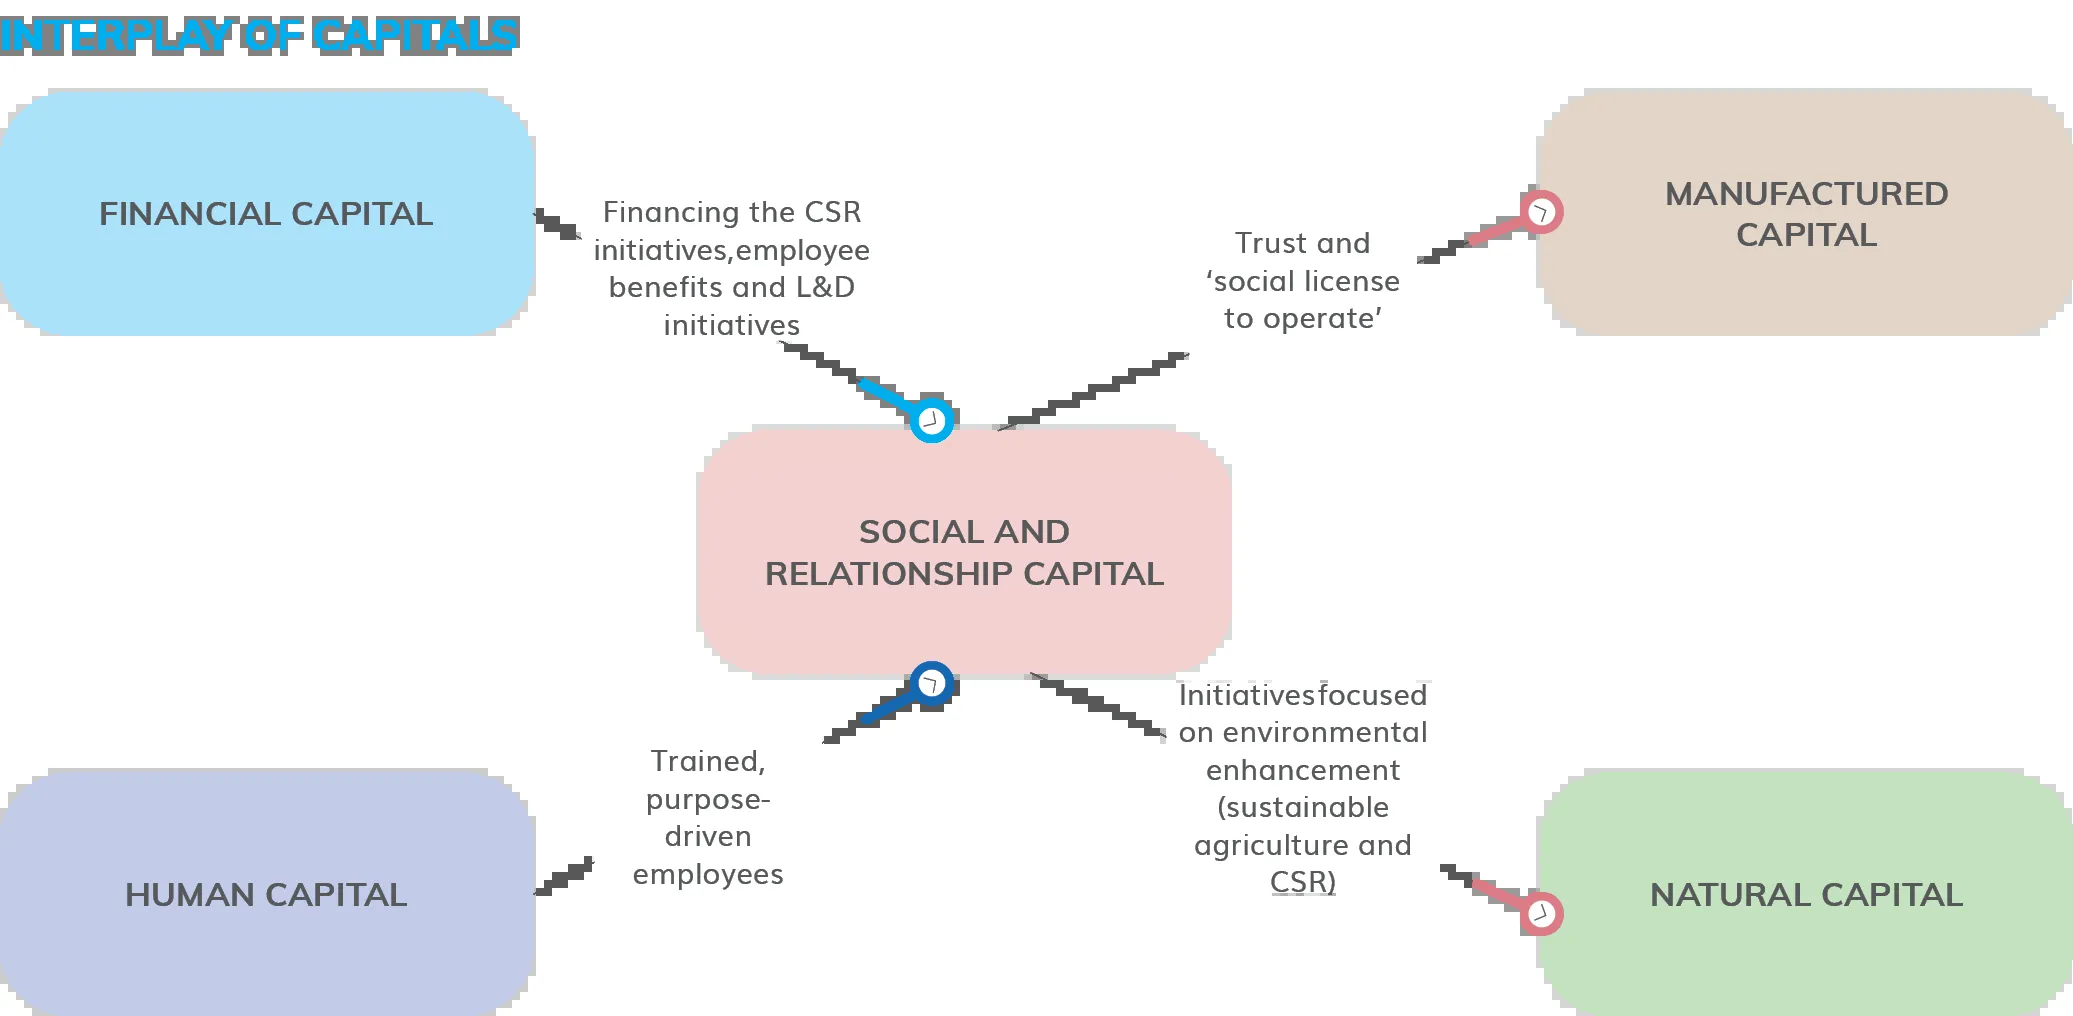 INTERPLAY OF CAPITALS
FINANCIAL CAPITAL
Financing the CSR
initiatives,employee
benefits and L&D
initiatives
Trust and
‘social license
to operate’
MANUFACTURED
CAPITAL
SOCIAL AND
RELATIONSHIP CAPITAL
HUMAN CAPITAL
Trained,
purpose-
driven
employees
Initiatives focused
on environmental
enhancement
(sustainable
agriculture and
CSR)
NATURAL CAPITAL